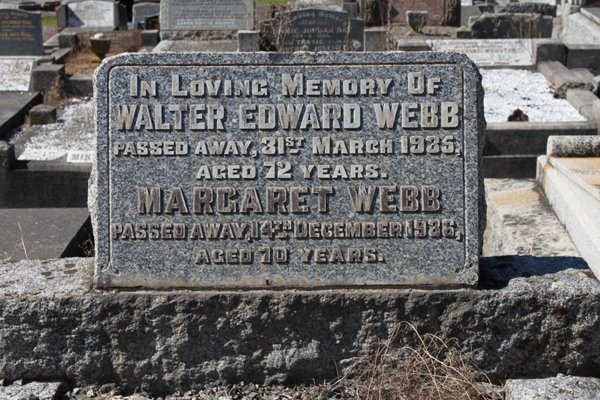 In Loving Memory Of
WALTER EDWARD WEBB
PASSED AWAY, 31ST MARCH 1925,
AGED 72 YEARS.
MARGARET WEBB
PASSED AWAY, 14TH DECEMBER 1926,
AGED 70 YEARS.